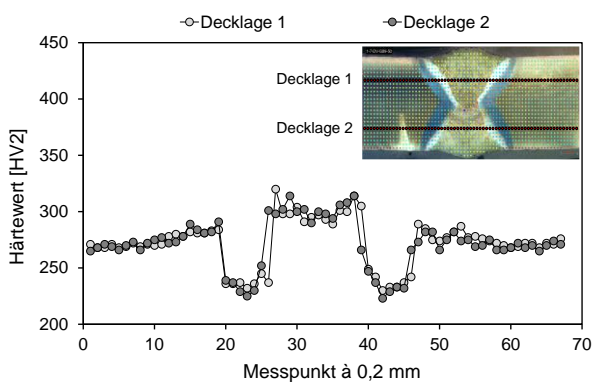 Decklage 1 Decklage 2
450
400
350
300
250
200
Härtewert [HV2]
Decklage 1
Decklage 2
0 10 20 30 40 50 60 70
Messpunkt à 0,2 mm